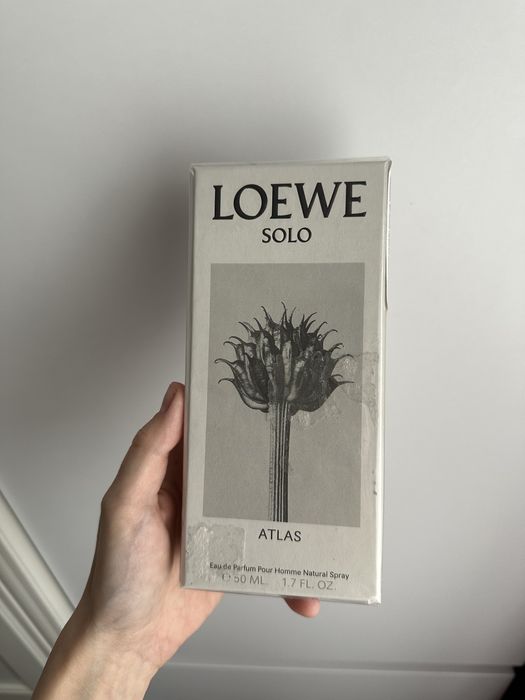 LOEWE
SOLO
ATLAS
Eau de Parfum Pour Homme Natural Spray
℮ 50 ML 1.7 FL. OZ.